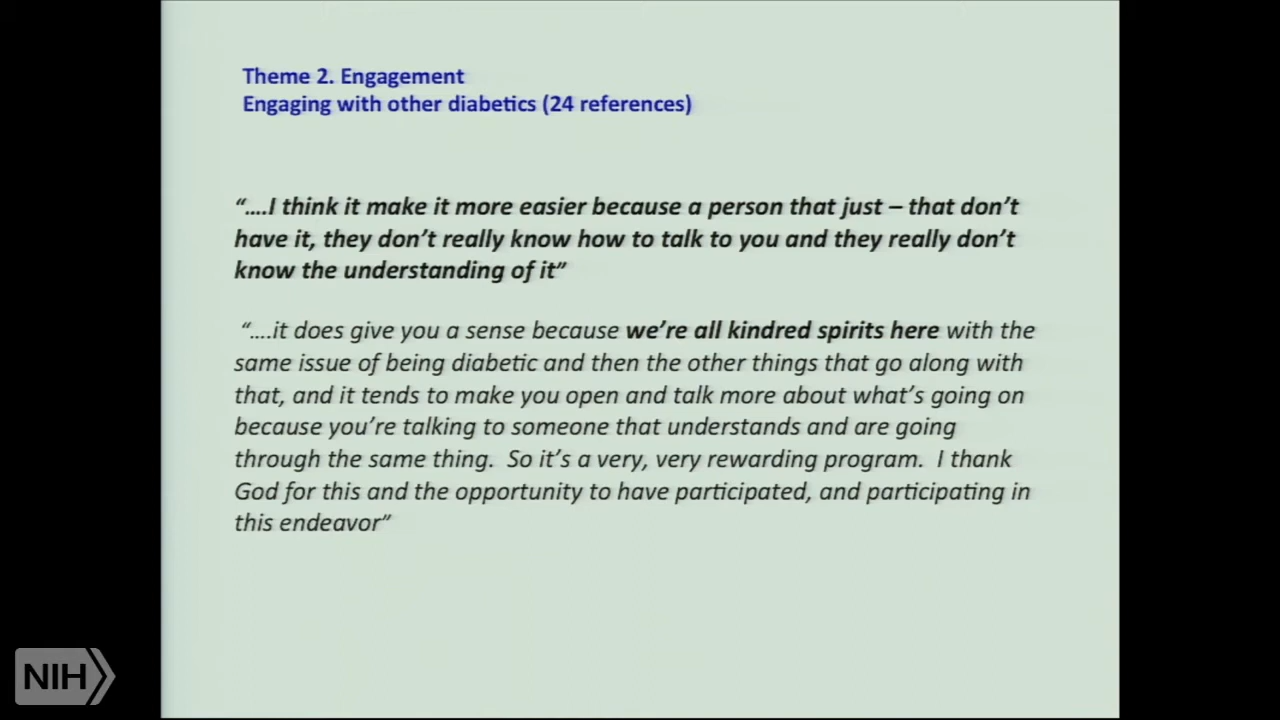 Theme 2. Engagement
Engaging with other diabetics (24 references)
“….I think it make it more easier because a person that just – that don’t
have it, they don’t really know how to talk to you and they really don’t
know the understanding of it”
“….it does give you a sense because we’re all kindred spirits here with the
same issue of being diabetic and then the other things that go along with
that, and it tends to make you open and talk more about what’s going on
because you’re talking to someone that understands and are going
through the same thing.  So it’s a very, very rewarding program.  I thank
God for this and the opportunity to have participated, and participating in
this endeavor”
NIH